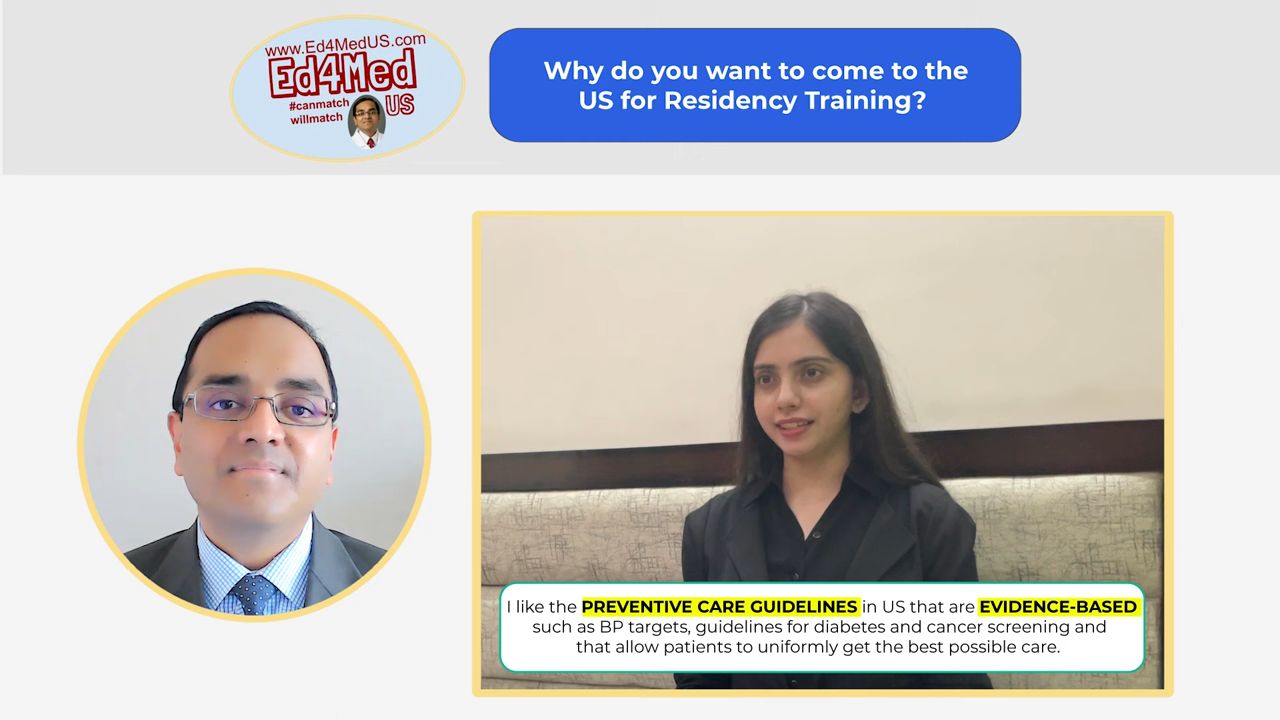 www.Ed4MedUS.com
Ed4Med
#canmatch
US
willmatch
Why do you want to come to the
US for Residency Training?
I like the PREVENTIVE CARE GUIDELINES in US that are EVIDENCE-BASED
such as BP targets, guidelines for diabetes and cancer screening and
that allow patients to uniformly get the best possible care.